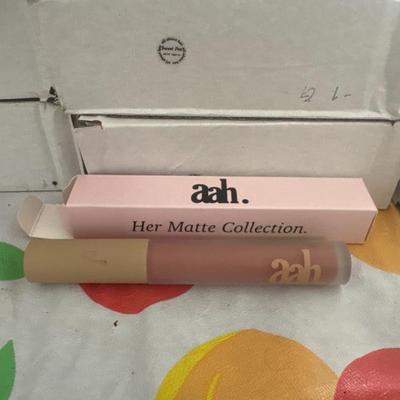 aah.
Her Matte Collection.
aah